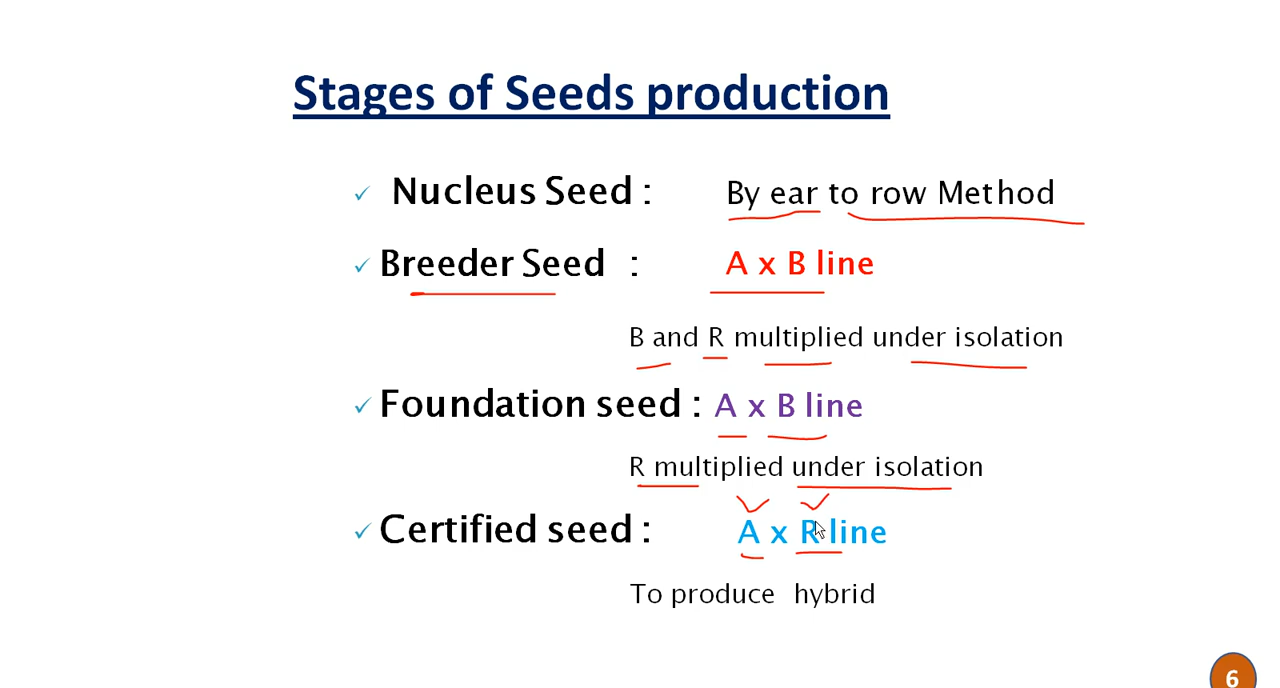 Stages of Seeds production
✓ Nucleus Seed : By ear to row Method
✓ Breeder Seed : A x B line
B and R multiplied under isolation
✓ Foundation seed : A x B line
R multiplied under isolation
✓ Certified seed : A x R line
To produce hybrid
6